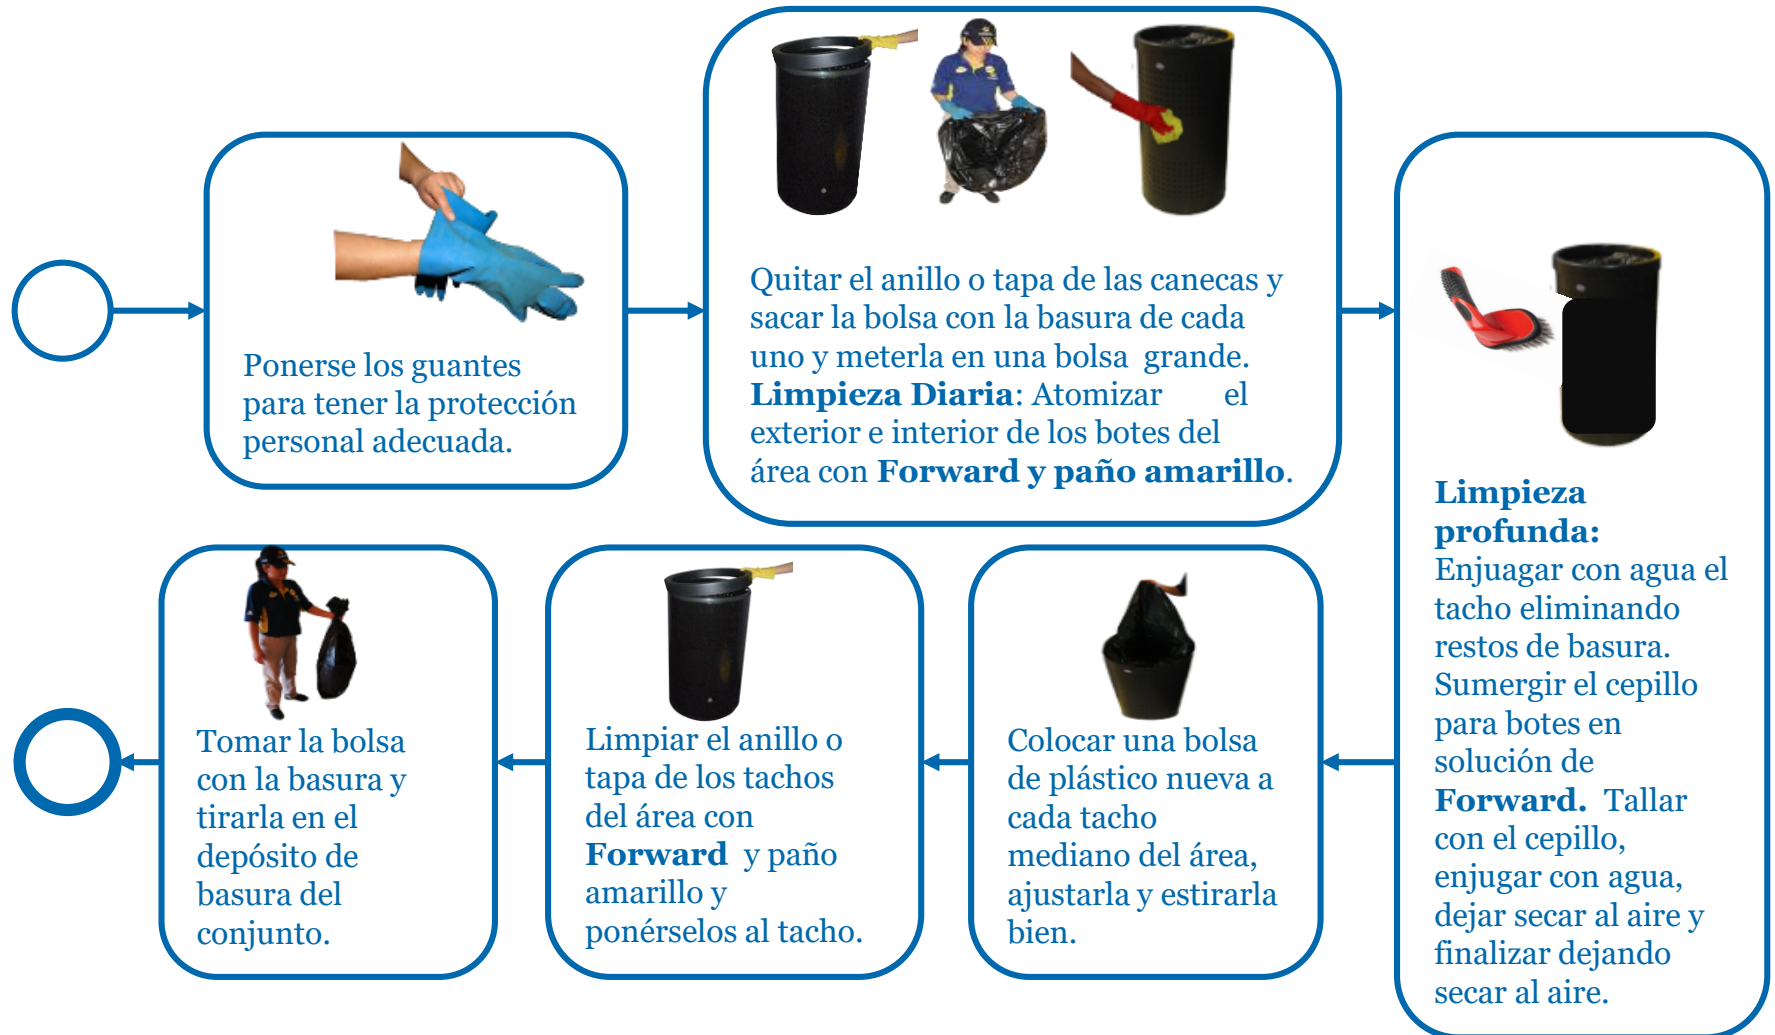 Ponerse los guantes
para tener la protección
personal adecuada.
Quitar el anillo o tapa de las canecas y
sacar la bolsa con la basura de cada
uno y meterla en una bolsa grande.
Limpieza Diaria: Atomizar el
exterior e interior de los botes del
área con Forward y paño amarillo.
Limpieza
profunda:
Enjuagar con agua el
tacho eliminando
restos de basura.
Sumergir el cepillo
para botes en
solución de
Forward. Tallar
con el cepillo,
enjugar con agua,
dejar secar al aire y
finalizar dejando
secar al aire.
Colocar una bolsa
de plástico nueva a
cada tacho
mediano del área,
ajustarla y estirarla
bien.
Limpiar el anillo o
tapa de los tachos
del área con
Forward y paño
amarillo y
ponérselos al tacho.
Tomar la bolsa
con la basura y
tirarla en el
depósito de
basura del
conjunto.